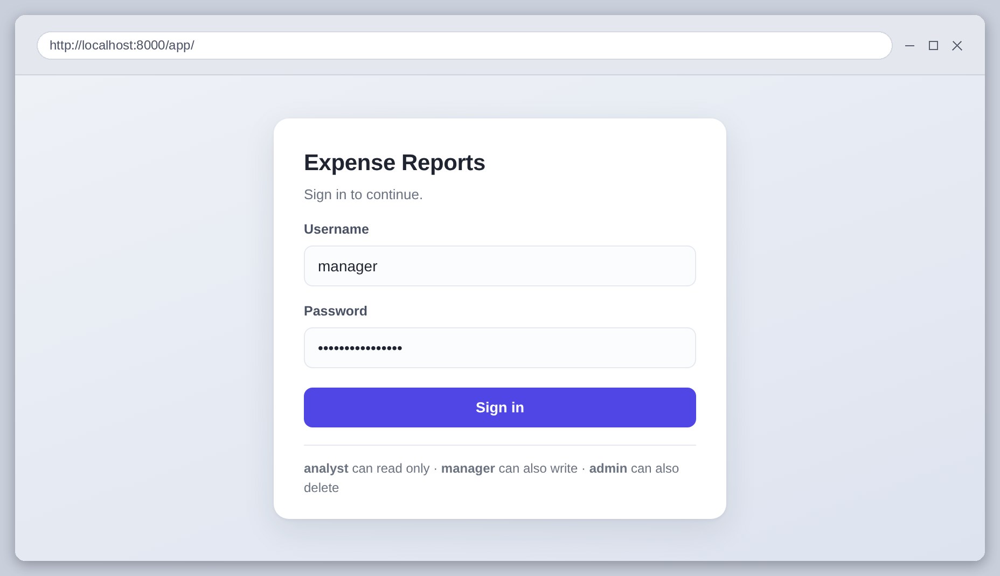 http://localhost:8000/app/
Expense Reports
Sign in to continue.
Username
manager
Password
••••••••••••••••
Sign in
analyst can read only · manager can also write · admin can also
delete